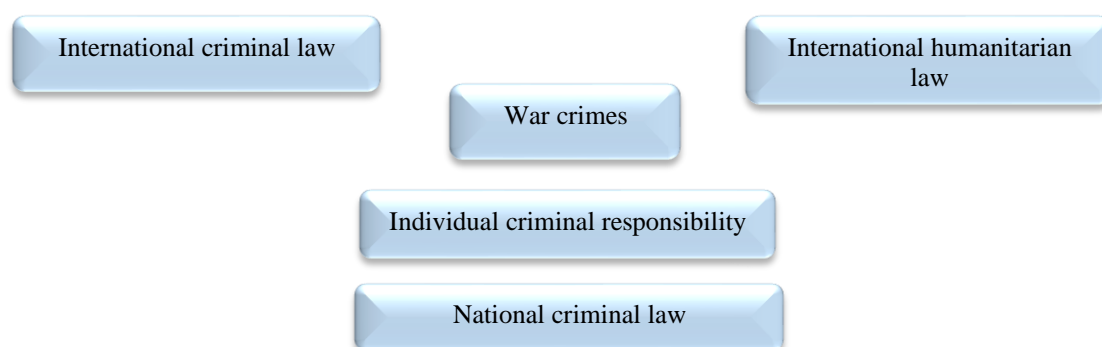 International criminal law
International humanitarian
law
War crimes
Individual criminal responsibility
National criminal law